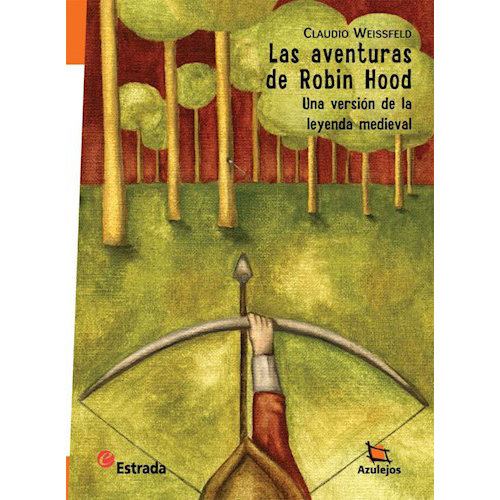 CLAUDIO WEISSFELD
Las aventuras
de Robin Hood
Una versión de la
leyenda medieval
Estrada
Azulejos